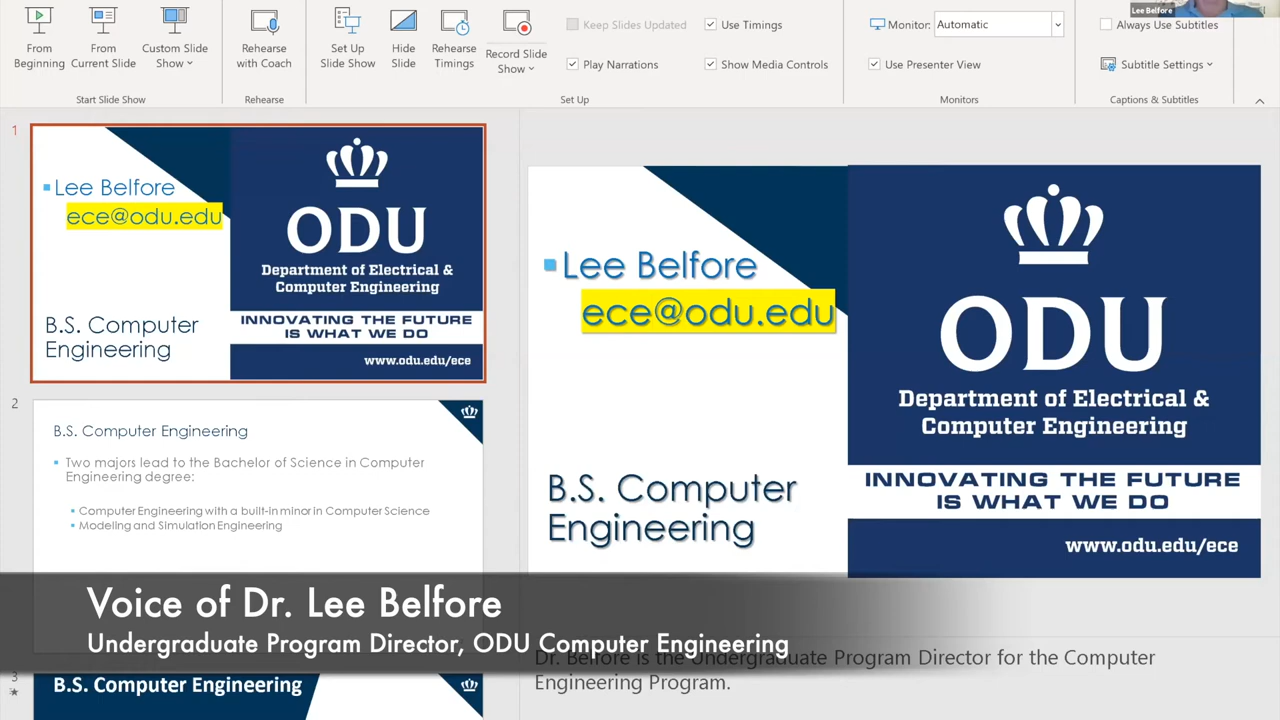 From
Beginning
From
Current Slide
Custom Slide
Show
Start Slide Show
Rehearse
with Coach
Rehearse
Set Up
Slide Show
Hide
Slide
Rehearse
Timings
Record Slide
Show
Keep Slides Updated
Play Narrations
Use Timings
Show Media Controls
Set Up
Monitor:
Automatic
Use Presenter View
Monitors
Lee Belfore
Always Use Subtitles
Subtitle Settings
Captions & Subtitles
1
Lee Belfore
ece@odu.edu
B.S. Computer
Engineering
ODU
Department of Electrical &
Computer Engineering
INNOVATING THE FUTURE
IS WHAT WE DO
www.odu.edu/ece
2
B.S. Computer Engineering
Two majors lead to the Bachelor of Science in Computer
Engineering degree:
Computer Engineering with a built-in minor in Computer Science
Modeling and Simulation Engineering
3
B.S. Computer Engineering
Lee Belfore
ece@odu.edu
B.S. Computer
Engineering
ODU
Department of Electrical &
Computer Engineering
INNOVATING THE FUTURE
IS WHAT WE DO
www.odu.edu/ece
Voice of Dr. Lee Belfore
Undergraduate Program Director, ODU Computer Engineering
Dr. Belfore is the Undergraduate Program Director for the Computer
Engineering Program.